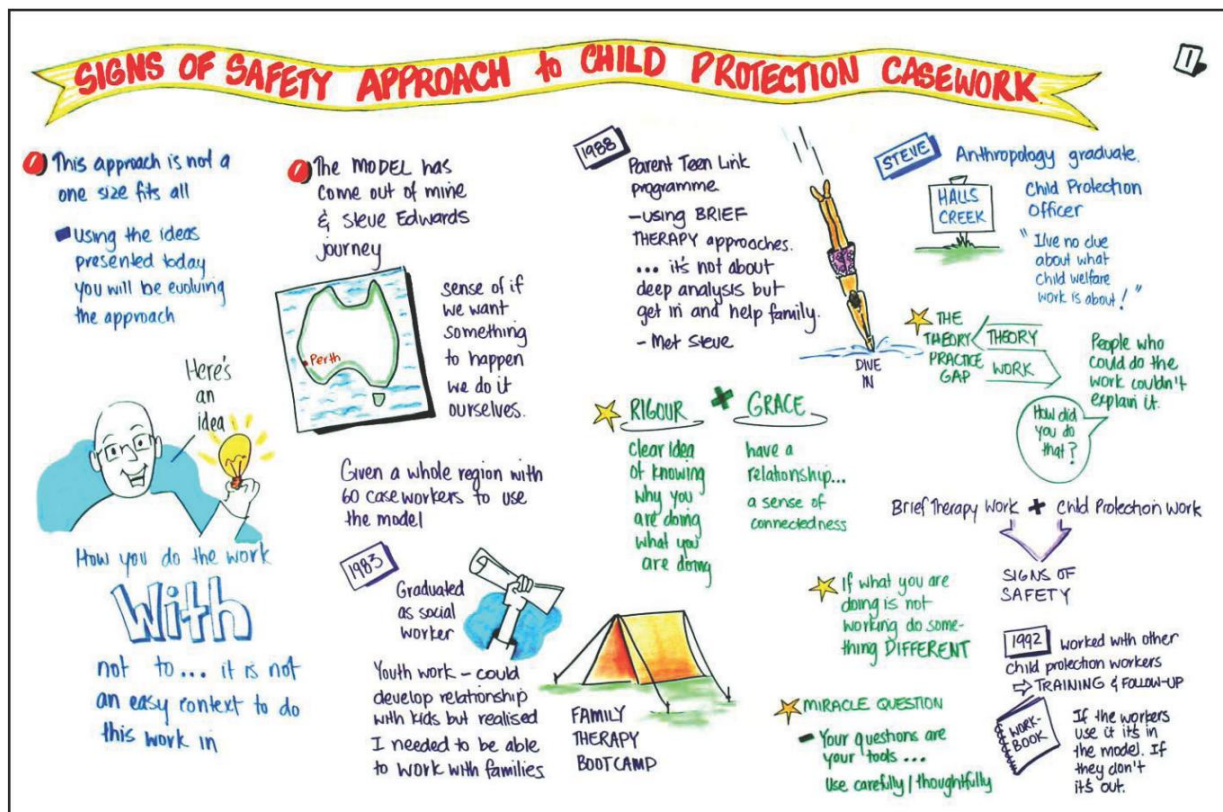 SIGNS OF SAFETY APPROACH to CHILD PROTECTION CASEWORK
1
This approach is not a
one size fits all
Using the ideas
presented today
you will be evolving
the approach
Here's
an
idea
How you do the work
With
not to... it is not
an easy context to do
this work in
The MODEL has
come out of mine
& Steve Edwards
journey
Perth
sense of if
we want
something
to happen
we do it
ourselves.
Given a whole region with
60 caseworkers to use
the model
1983
Graduated
as social
worker
Youth work – could
develop relationship
with kids but realised
I needed to be able
to work with families
FAMILY
THERAPY
BOOTCAMP
1988
Parent Teen Link
programme
– using BRIEF
THERAPY approaches.
... it's not about
deep analysis but
get in and help family.
– Met Steve
DIVE
IN
RIGOUR + GRACE
clear idea
of knowing
why you
are doing
what you
are doing
have a
relationship...
a sense of
connectedness
STEVE
Anthropology graduate.
HALLS
CREEK
Child Protection
Officer
"I've no clue
about what
child welfare
work is about!"
THE
THEORY
PRACTICE
GAP
THEORY
WORK
People who
could do the
work couldn't
explain it.
How did
you do
that?
Brief Therapy Work + Child Protection Work
SIGNS OF
SAFETY
If what you are
doing is not
working do some-
thing DIFFERENT
MIRACLE QUESTION
– Your questions are
your tools ...
Use carefully / thoughtfully
1992
worked with other
child protection workers
⇒ TRAINING & FOLLOW-UP
WORK-
BOOK
If the workers
use it it's in
the model. If
they don't
it's out.